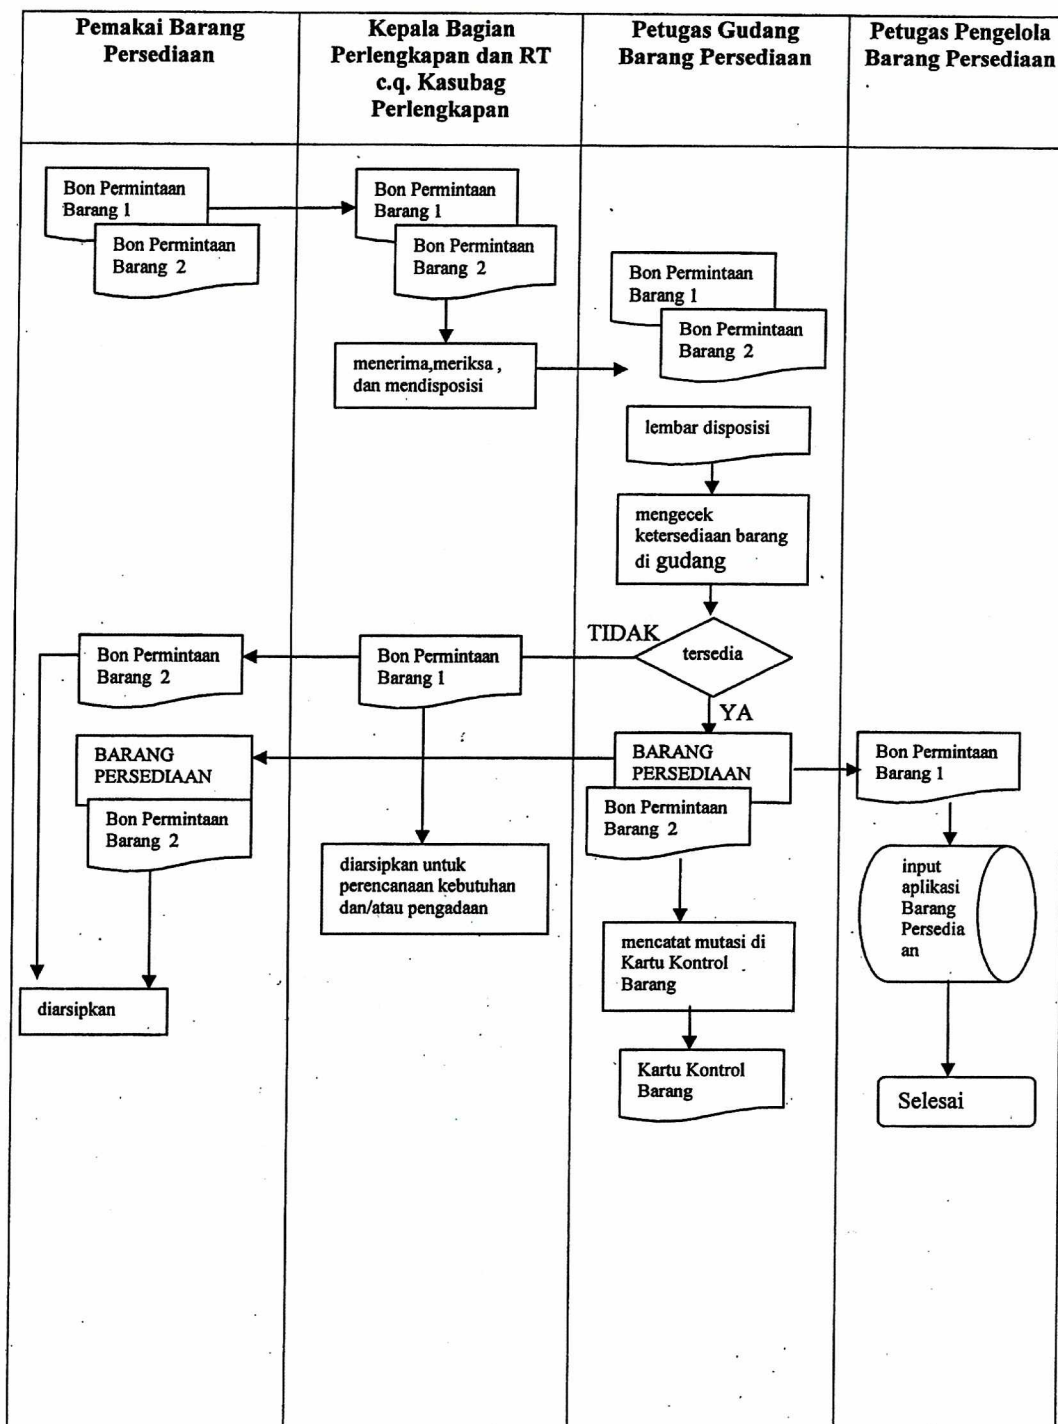 Pemakai Barang
Persediaan
Kepala Bagian
Perlengkapan dan RT
c.q. Kasubag
Perlengkapan
Petugas Gudang
Barang Persediaan
Petugas Pengelola
Barang Persediaan
Bon Permintaan
Barang 1
Bon Permintaan
Barang 2
Bon Permintaan
Barang 1
Bon Permintaan
Barang 2
menerima,meriksa ,
dan mendisposisi
Bon Permintaan
Barang 1
Bon Permintaan
Barang 2
lembar disposisi
mengecek
ketersediaan barang
di gudang
tersedia
TIDAK
YA
Bon Permintaan
Barang 1
Bon Permintaan
Barang 2
diarsipkan untuk
perencanaan kebutuhan
dan/atau pengadaan
BARANG
PERSEDIAAN
Bon Permintaan
Barang 2
BARANG
PERSEDIAAN
Bon Permintaan
Barang 2
diarsipkan
mencatat mutasi di
Kartu Kontrol
Barang
Kartu Kontrol
Barang
Bon Permintaan
Barang 1
input
aplikasi
Barang
Persedia
an
Selesai